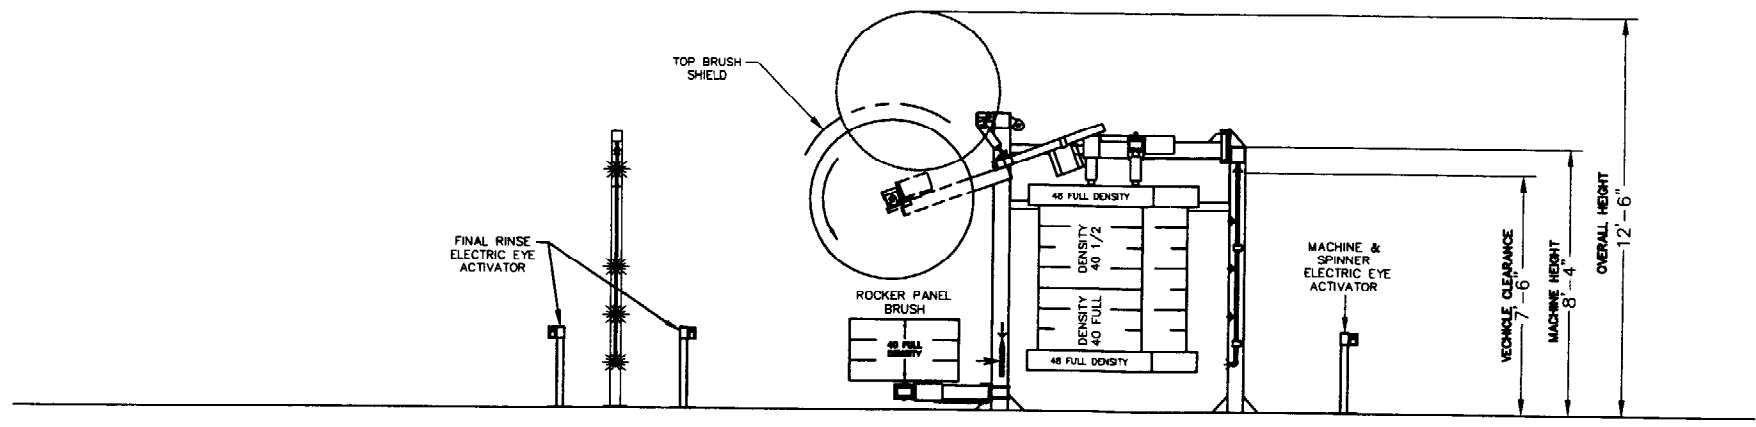 TOP BRUSH
SHIELD
FINAL RINSE
ELECTRIC EYE
ACTIVATOR
ROCKER PANEL
BRUSH
40 FULL
DENSITY
48 FULL DENSITY
DENSITY
40 1/2
DENSITY
40 FULL
48 FULL DENSITY
MACHINE &
SPINNER
ELECTRIC EYE
ACTIVATOR
VECHICLE CLEARANCE
7'-6"
MACHINE HEIGHT
8'-4"
OVERALL HEIGHT
12'-6"